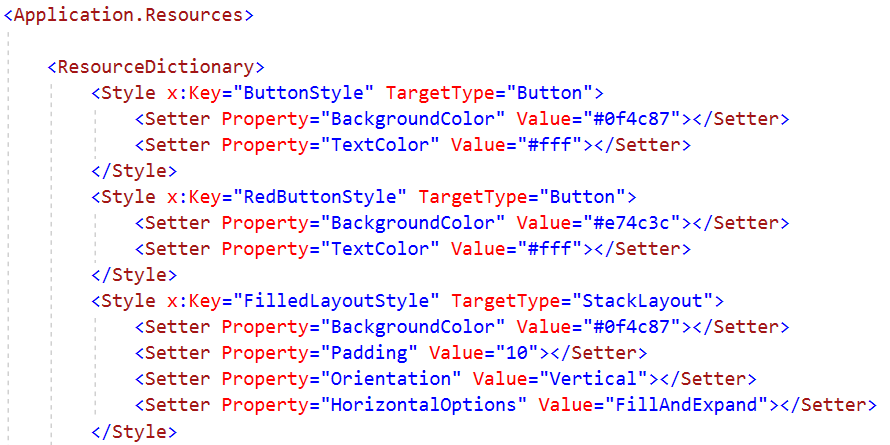 <Application.Resources>
<ResourceDictionary>
<Style x:Key="ButtonStyle" TargetType="Button">
<Setter Property="BackgroundColor" Value="#0f4c87"></Setter>
<Setter Property="TextColor" Value="#fff"></Setter>
</Style>
<Style x:Key="RedButtonStyle" TargetType="Button">
<Setter Property="BackgroundColor" Value="#e74c3c"></Setter>
<Setter Property="TextColor" Value="#fff"></Setter>
</Style>
<Style x:Key="FilledLayoutStyle" TargetType="StackLayout">
<Setter Property="BackgroundColor" Value="#0f4c87"></Setter>
<Setter Property="Padding" Value="10"></Setter>
<Setter Property="Orientation" Value="Vertical"></Setter>
<Setter Property="HorizontalOptions" Value="FillAndExpand"></Setter>
</Style>